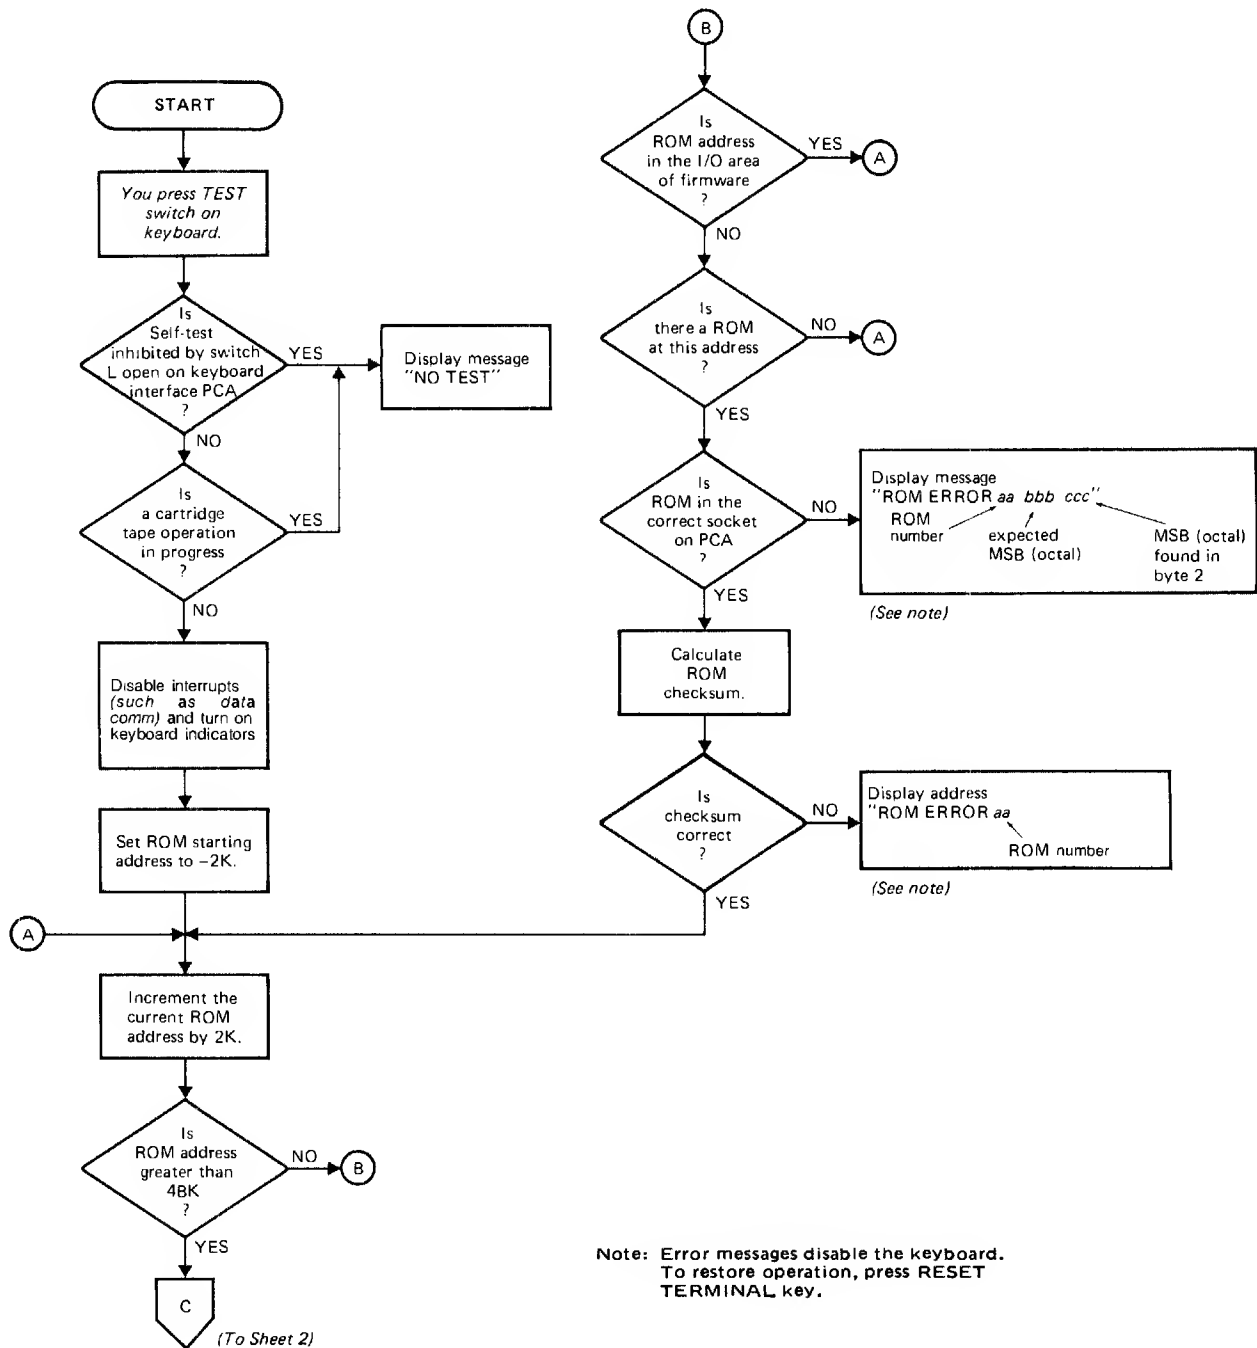 START
You press TEST
switch on
keyboard.
Is
Self-test
inhibited by switch
L open on keyboard
interface PCA
?
YES
NO
Display message
"NO TEST"
Is
a cartridge
tape operation
in progress
?
YES
NO
Disable interrupts
(such as data
comm) and turn on
keyboard indicators
Set ROM starting
address to -2K.
A
Increment the
current ROM
address by 2K.
Is
ROM address
greater than
48K
?
NO
B
YES
C
(To Sheet 2)
B
Is
ROM address
in the I/O area
of firmware
?
YES
A
NO
Is
there a ROM
at this address
?
NO
A
YES
Is
ROM in the
correct socket
on PCA
?
NO
YES
Display message
"ROM ERROR aa bbb ccc"
ROM
number
expected
MSB (octal)
MSB (octal)
found in
byte 2
(See note)
Calculate
ROM
checksum.
Is
checksum
correct
?
NO
YES
Display address
"ROM ERROR aa
ROM number
(See note)
Note: Error messages disable the keyboard.
To restore operation, press RESET
TERMINAL key.